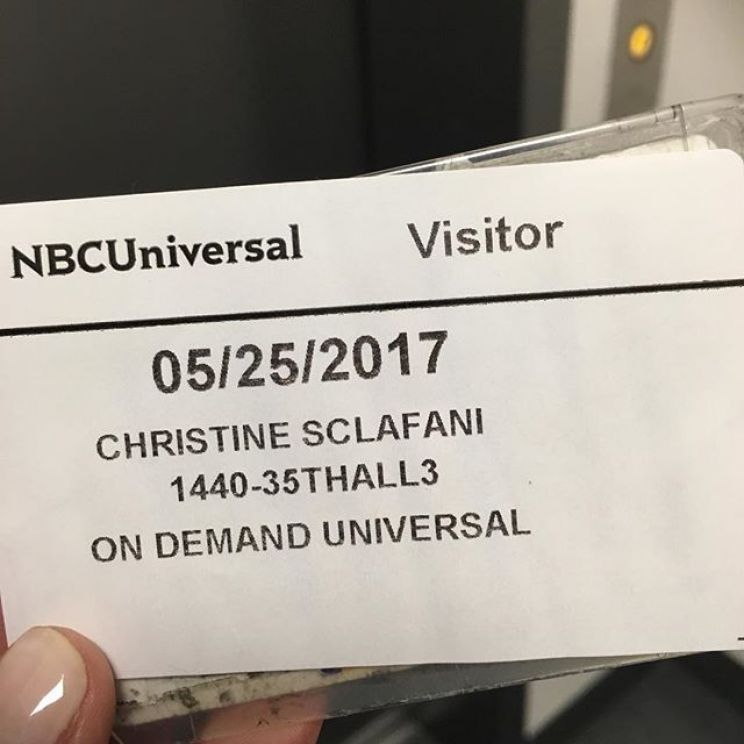 NBCUniversal Visitor
05/25/2017
CHRISTINE SCLAFANI
1440-35THALL3
ON DEMAND UNIVERSAL